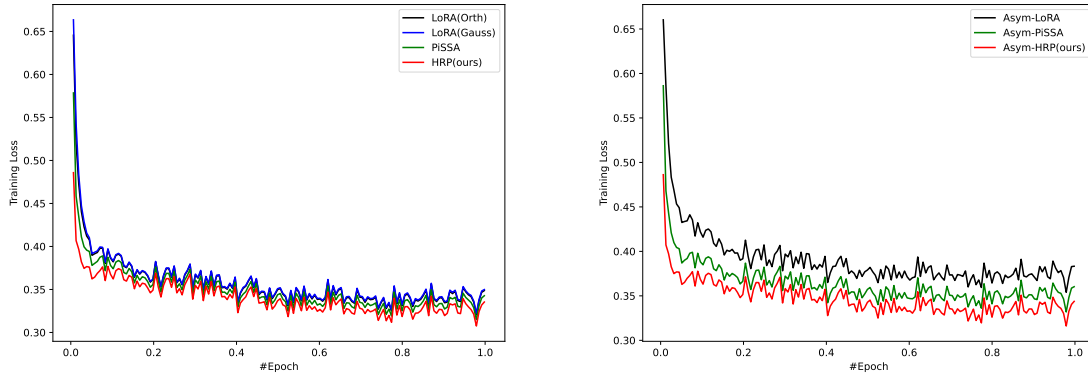 LoRA(Orth)
LoRA(Gauss)
PiSSA
HRP(ours)
Training Loss
0.65
0.60
0.55
0.50
0.45
0.40
0.35
0.30
0.0 0.2 0.4 0.6 0.8 1.0
#Epoch
Asym-LoRA
Asym-PiSSA
Asym-HRP(ours)
Training Loss
0.65
0.60
0.55
0.50
0.45
0.40
0.35
0.30
0.0 0.2 0.4 0.6 0.8 1.0
#Epoch